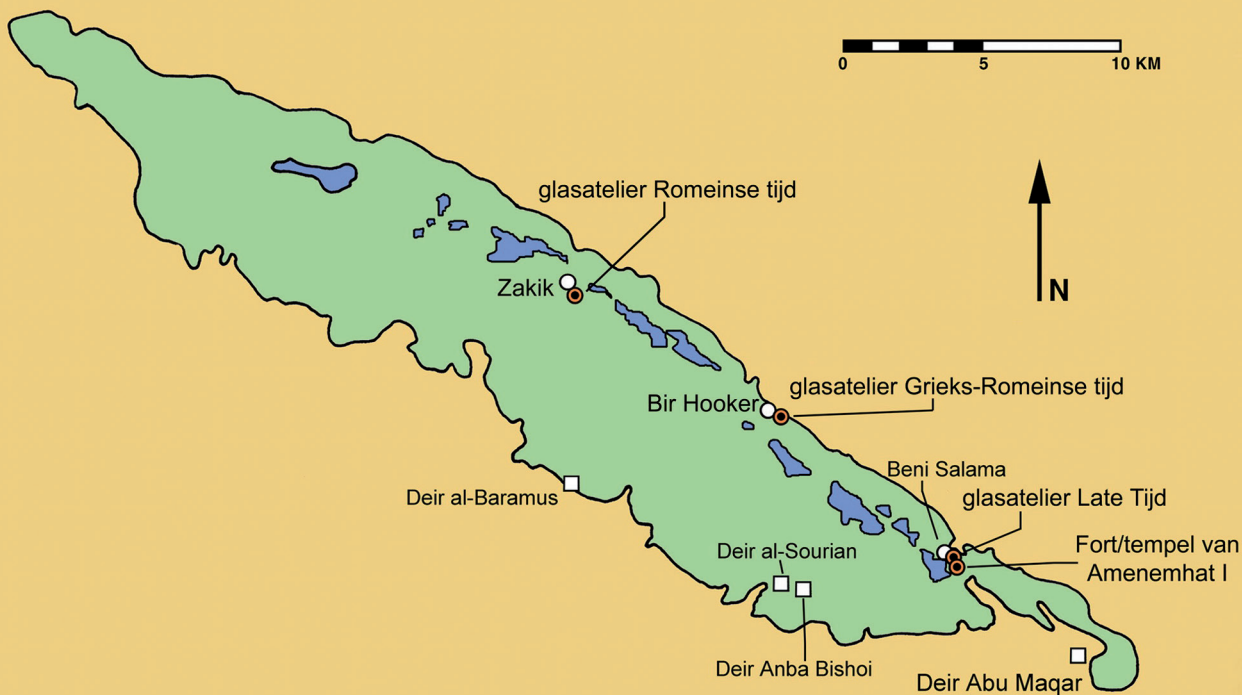 0 5 10 KM
glasatelier Romeinse tijd
N
Zakik
glasatelier Grieks-Romeinse tijd
Bir Hooker
Beni Salama
glasatelier Late Tijd
Deir al-Baramus
Fort/tempel van
Amenemhat I
Deir al-Sourian
Deir Anba Bishoi
Deir Abu Maqar